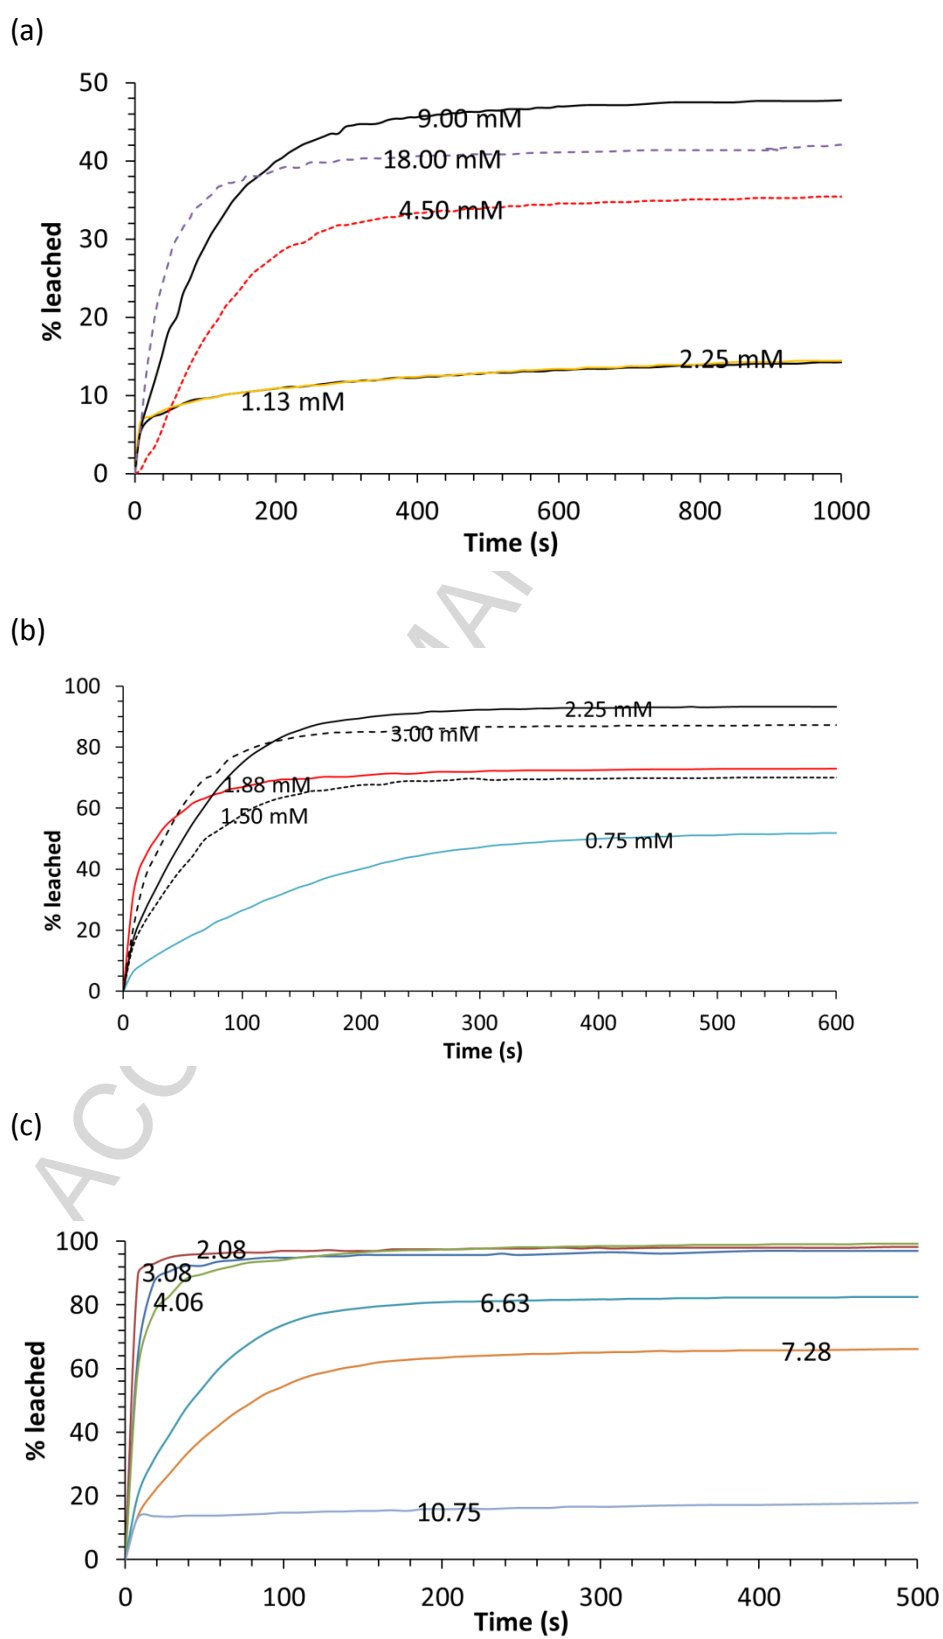 (a)
50
40
30
20
10
0
% leached
9.00 mM
18.00 mM
4.50 mM
2.25 mM
1.13 mM
0 200 400 600 800 1000
Time (s)
(b)
100
80
60
40
20
0
% leached
2.25 mM
3.00 mM
1.88 mM
1.50 mM
0.75 mM
0 100 200 300 400 500 600
Time (s)
(c)
100
80
60
40
20
0
% leached
2.08
3.08
4.06
6.63
7.28
10.75
0 100 200 300 400 500
Time (s)